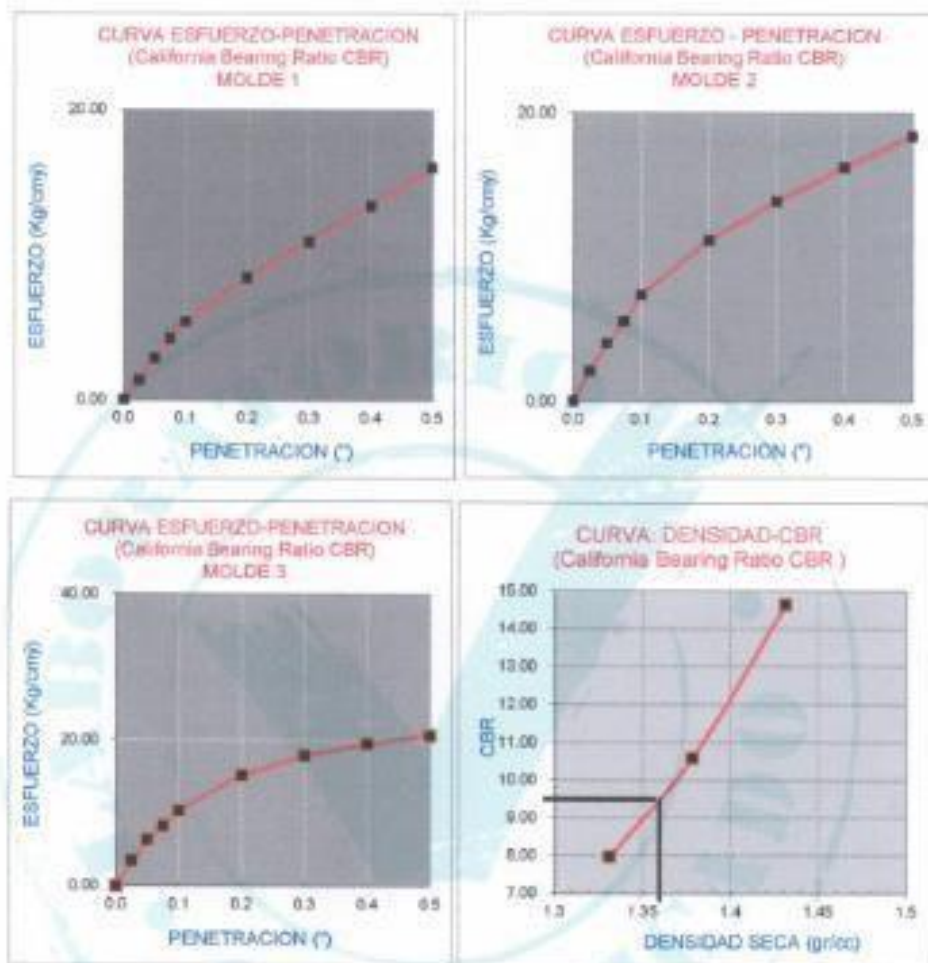 CURVA ESFUERZO-PENETRACION
(California Bearing Ratio CBR)
MOLDE 1
20.00
0.00
ESFUERZO (Kg/cm²)
0.0 0.1 0.2 0.3 0.4 0.5
PENETRACION (")
CURVA ESFUERZO - PENETRACION
(California Bearing Ratio CBR)
MOLDE 2
20.00
0.00
ESFUERZO (Kg/cm²)
0.0 0.1 0.2 0.3 0.4 0.5
PENETRACION (")
CURVA ESFUERZO-PENETRACION
(California Bearing Ratio CBR)
MOLDE 3
40.00
20.00
0.00
ESFUERZO (Kg/cm²)
0.0 0.1 0.2 0.3 0.4 0.5
PENETRACION (")
CURVA: DENSIDAD-CBR
(California Bearing Ratio CBR )
15.00
14.00
13.00
12.00
11.00
10.00
9.00
8.00
7.00
CBR
1.3 1.35 1.4 1.45 1.5
DENSIDAD SECA (gr/cc)